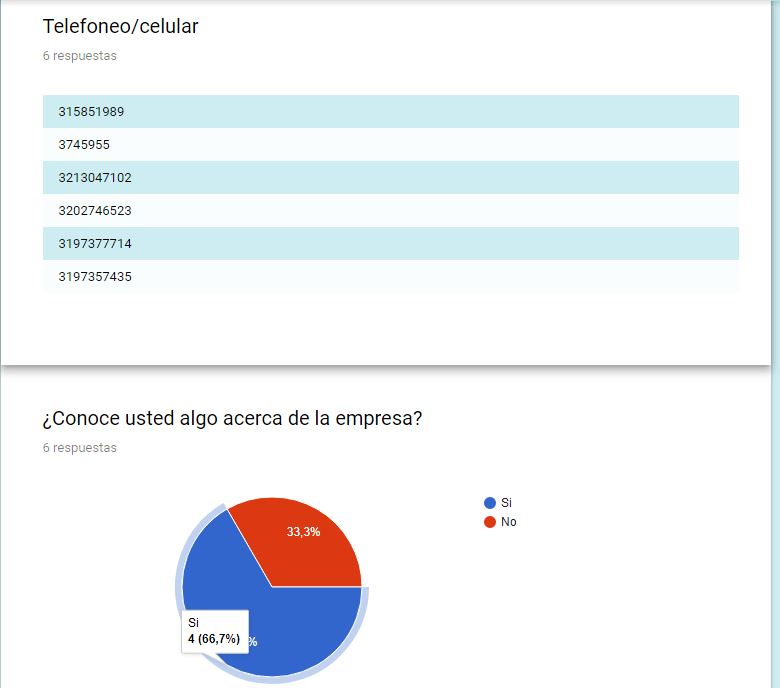 Telefoneo/celular
6 respuestas
315851989
3745955
3213047102
3202746523
3197377714
3197357435
¿Conoce usted algo acerca de la empresa?
6 respuestas
Si
No
33,3%
Si
4 (66,7%)
%